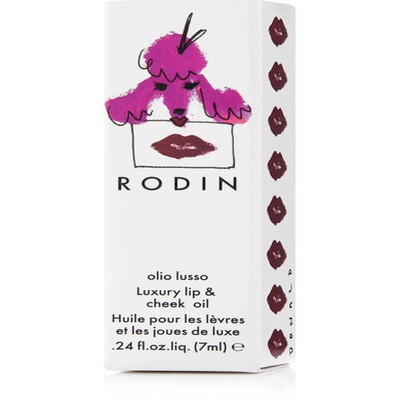 RODIN
olio lusso
Luxury lip &
cheek oil
Huile pour les lèvres
et les joues de luxe
.24 fl.oz.liq. (7ml) ℮